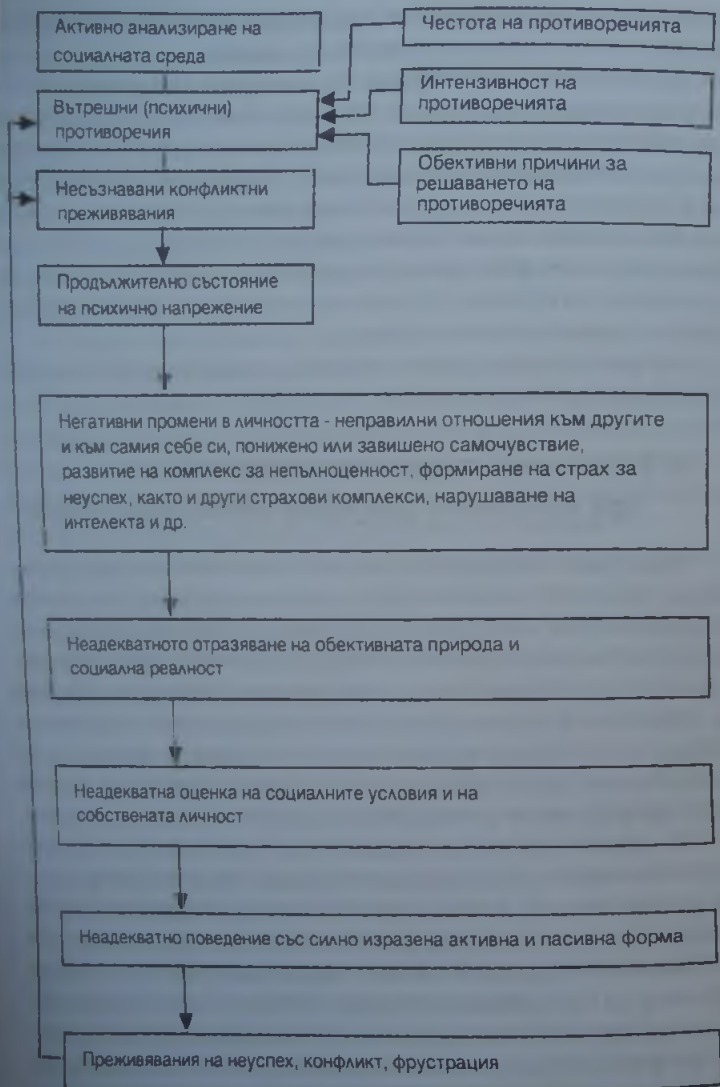 Активно анализиране на
социалната среда
Честота на противоречията
Вътрешни (психични)
противоречия
Интензивност на
противоречията
Обективни причини за
решаването на
противоречията
Несъзнавани конфликтни
преживявания
Продължително състояние
на психично напрежение
Негативни промени в личността - неправилни отношения към другите
и към самия себе си, понижено или завишено самочувствие,
развитие на комплекс за непълноценност, формиране на страх за
неуспех, както и други страхови комплекси, нарушаване на
интелекта и др.
Неадекватното отразяване на обективната природа и
социална реалност
Неадекватна оценка на социалните условия и на
собствената личност
Неадекватно поведение със силно изразена активна и пасивна форма
Преживявания на неуспех, конфликт, фрустрация